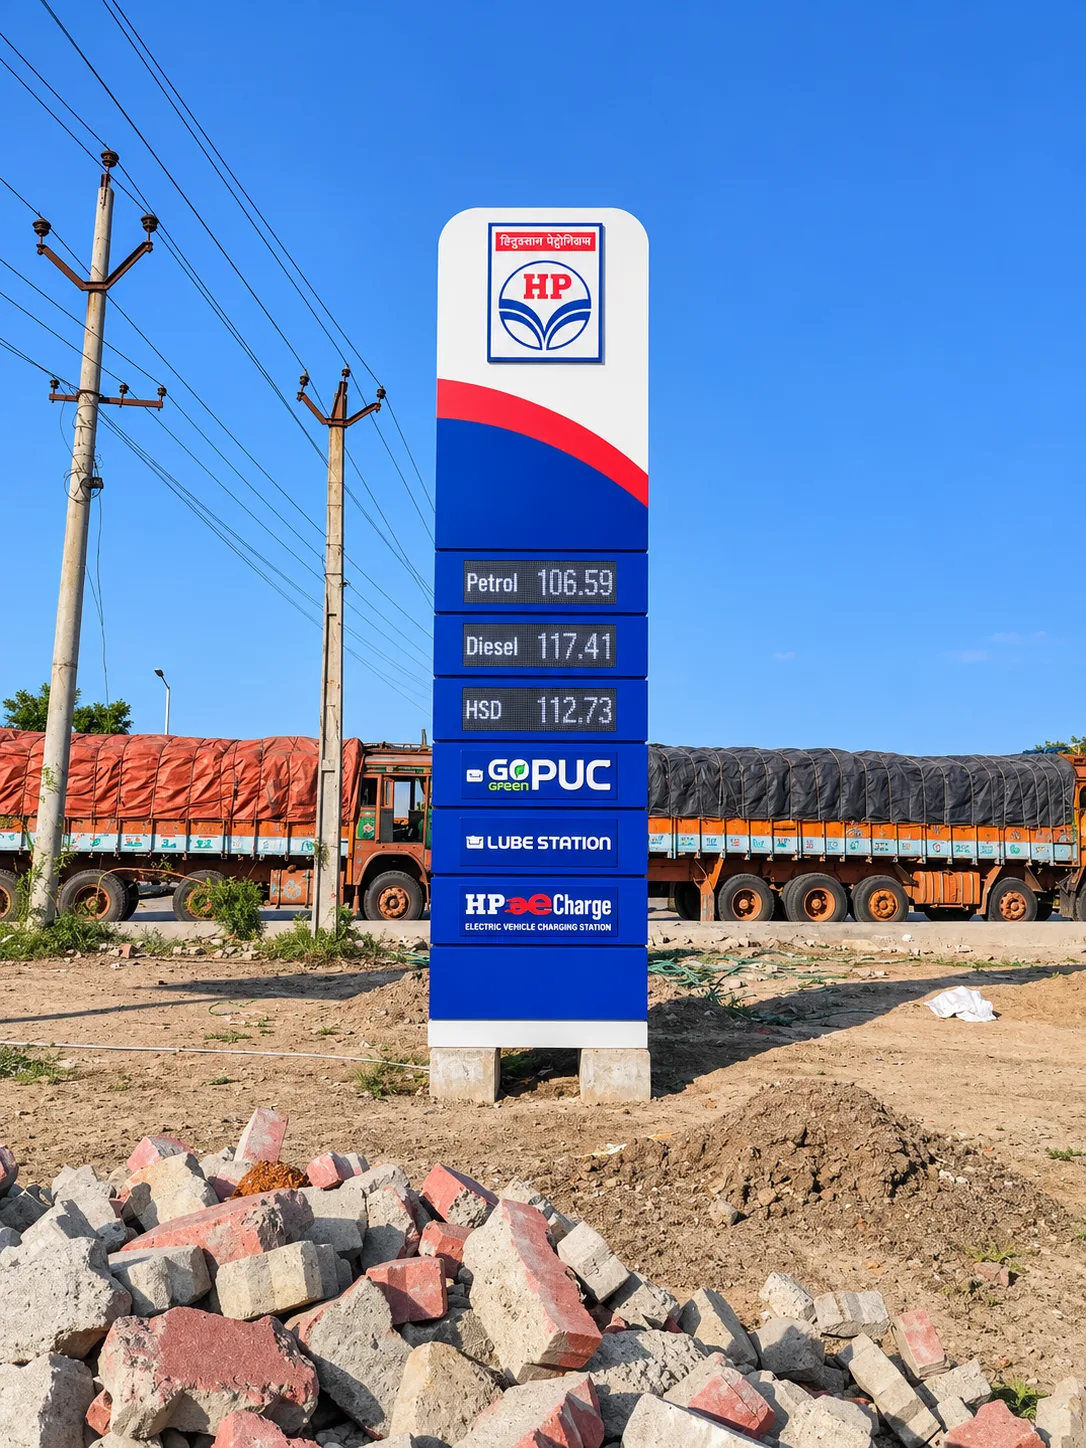 हिंदुस्तान पेट्रोलियम
HP
Petrol 106.59
Diesel 117.41
HSD 112.73
GO GReen PUC
LUBE STATION
HP e Charge
ELECTRIC VEHICLE CHARGING STATION